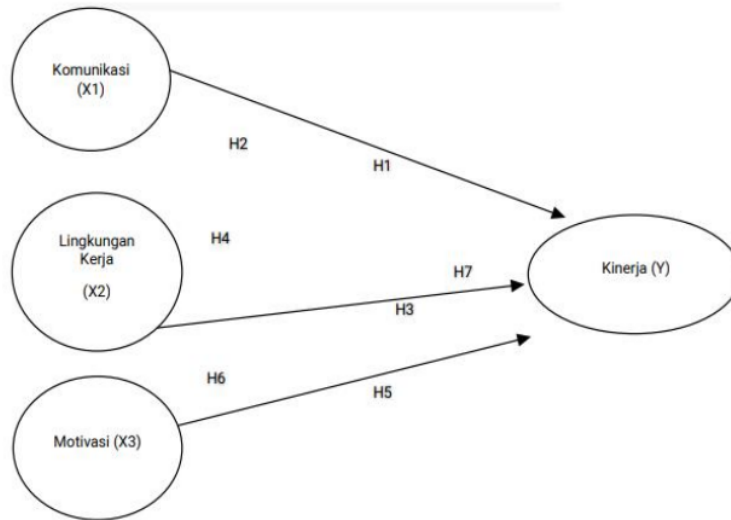 Komunikasi
(X1)
H2
H1
Lingkungan
Kerja
(X2)
H4
H7
Kinerja (Y)
H3
H6
H5
Motivasi (X3)